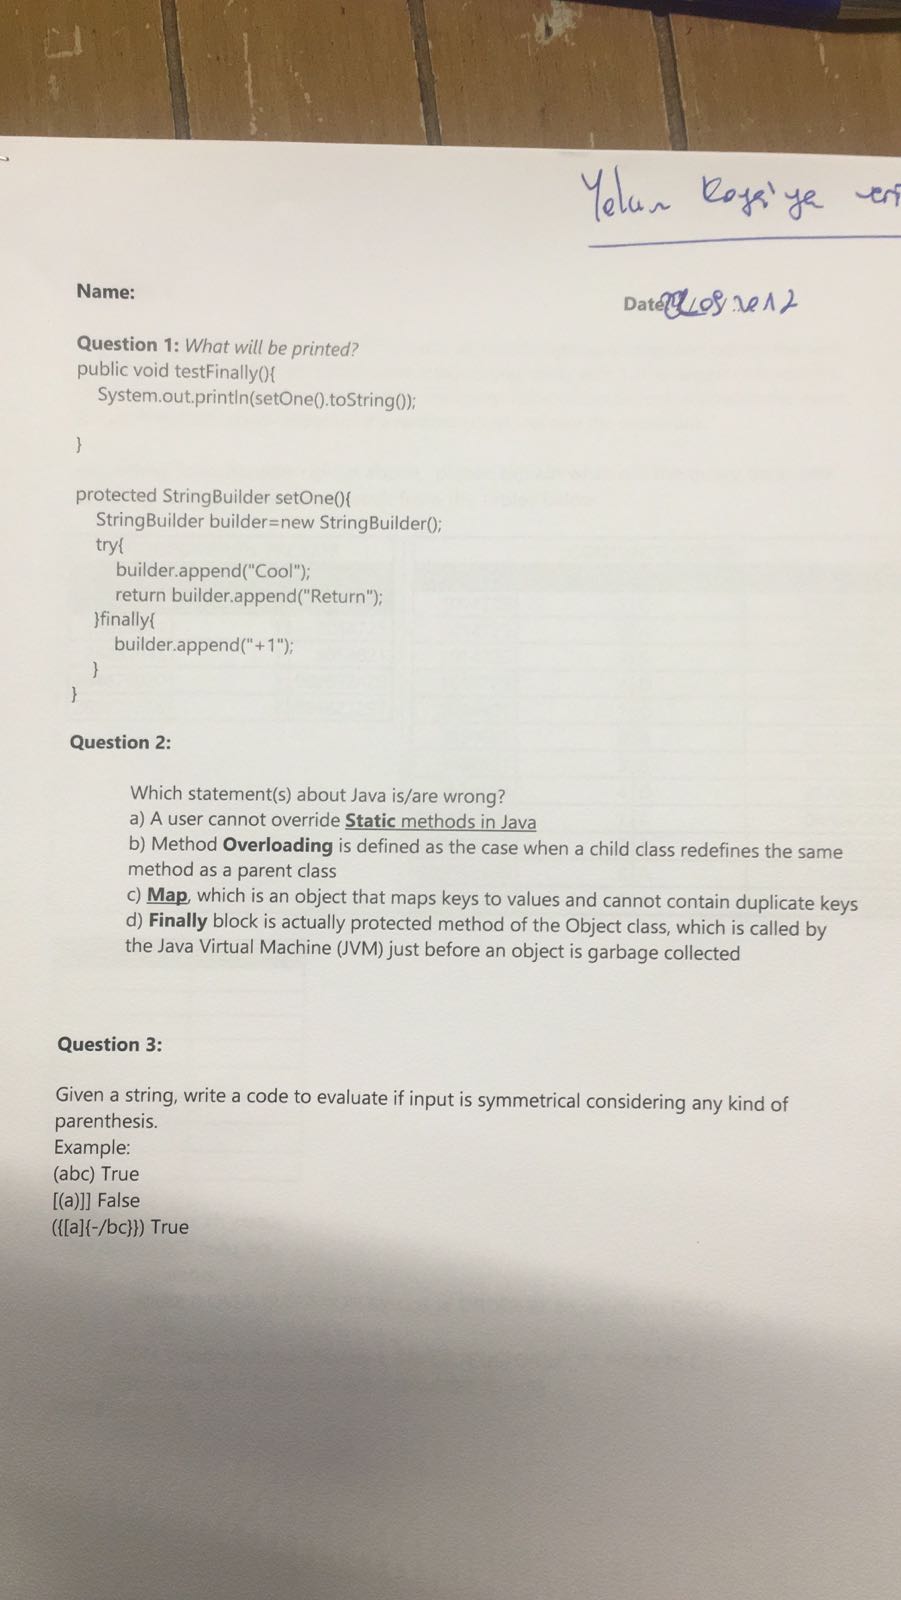 Name:
Date
Question 1: What will be printed?
public void testFinally(){
System.out.println(setOne().toString());
}
protected StringBuilder setOne(){
StringBuilder builder=new StringBuilder();
try{
builder.append("Cool");
return builder.append("Return");
}finally{
builder.append("+1");
}
}
Question 2:
Which statement(s) about Java is/are wrong?
a) A user cannot override Static methods in Java
b) Method Overloading is defined as the case when a child class redefines the same
method as a parent class
c) Map, which is an object that maps keys to values and cannot contain duplicate keys
d) Finally block is actually protected method of the Object class, which is called by
the Java Virtual Machine (JVM) just before an object is garbage collected
Question 3:
Given a string, write a code to evaluate if input is symmetrical considering any kind of
parenthesis.
Example:
(abc) True
[(a)]] False
({[a]{-/bc}}) True